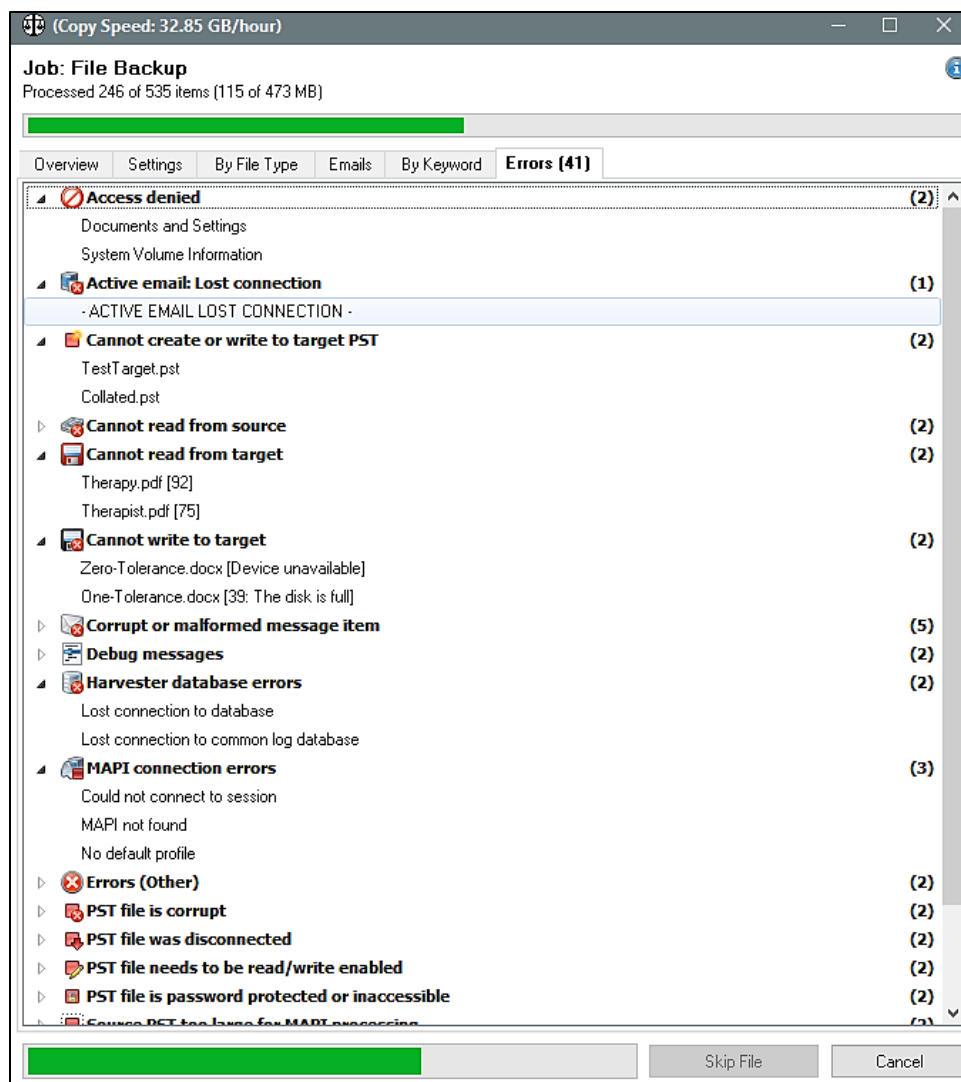 (Copy Speed: 32.85 GB/hour)
Job: File Backup
Processed 246 of 535 items (115 of 473 MB)
Overview Settings By File Type Emails By Keyword Errors (41)
Access denied (2)
Documents and Settings
System Volume Information
Active email: Lost connection (1)
- ACTIVE EMAIL LOST CONNECTION -
Cannot create or write to target PST (2)
TestTarget.pst
Collated.pst
Cannot read from source (2)
Cannot read from target (2)
Therapy.pdf [92]
Therapist.pdf [75]
Cannot write to target (2)
Zero-Tolerance.docx [Device unavailable]
One-Tolerance.docx [39: The disk is full]
Corrupt or malformed message item (5)
Debug messages (2)
Harvester database errors (2)
Lost connection to database
Lost connection to common log database
MAPI connection errors (3)
Could not connect to session
MAPI not found
No default profile
Errors (Other) (2)
PST file is corrupt (2)
PST file was disconnected (2)
PST file needs to be read/write enabled (2)
PST file is password protected or inaccessible (2)
Source PST too large for MAPI processing (2)
Skip File Cancel